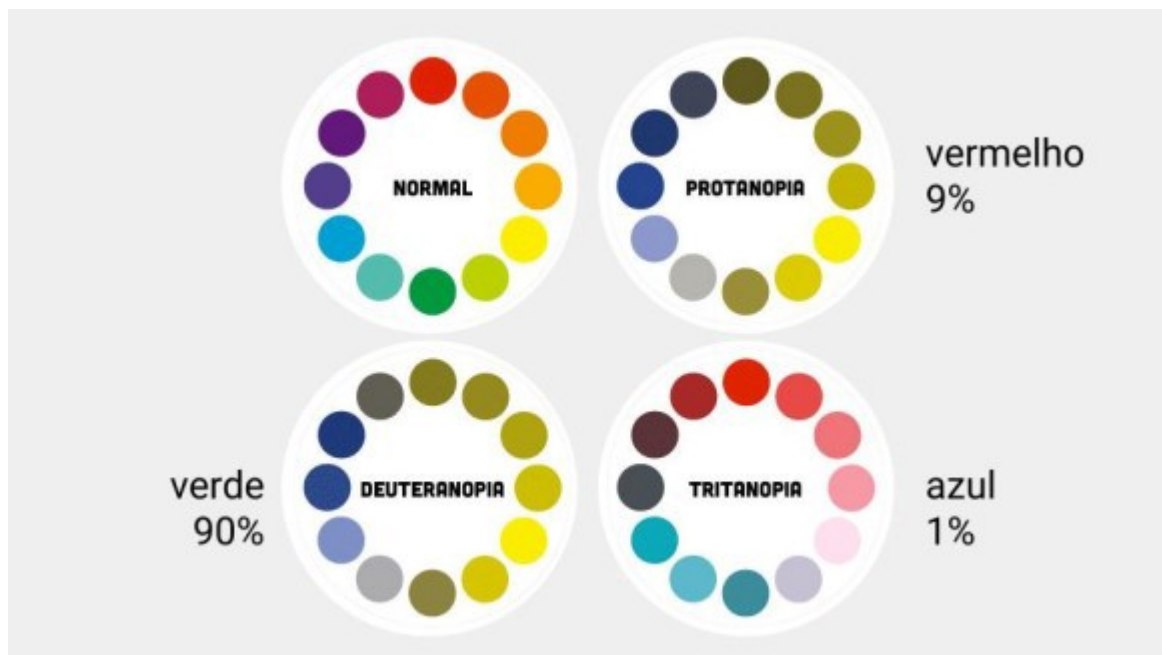 NORMAL
PROTANOPIA
vermelho
9%
verde
90%
DEUTERANOPIA
TRITANOPIA
azul
1%